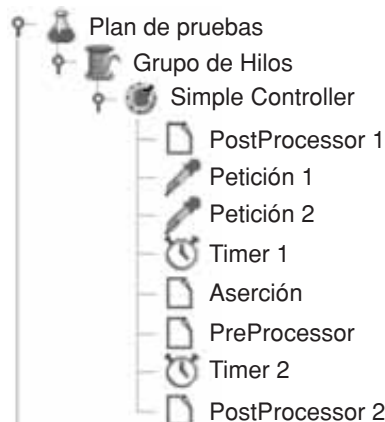 Plan de pruebas
Grupo de Hilos
Simple Controller
PostProcessor 1
Petición 1
Petición 2
Timer 1
Aserción
PreProcessor
Timer 2
PostProcessor 2